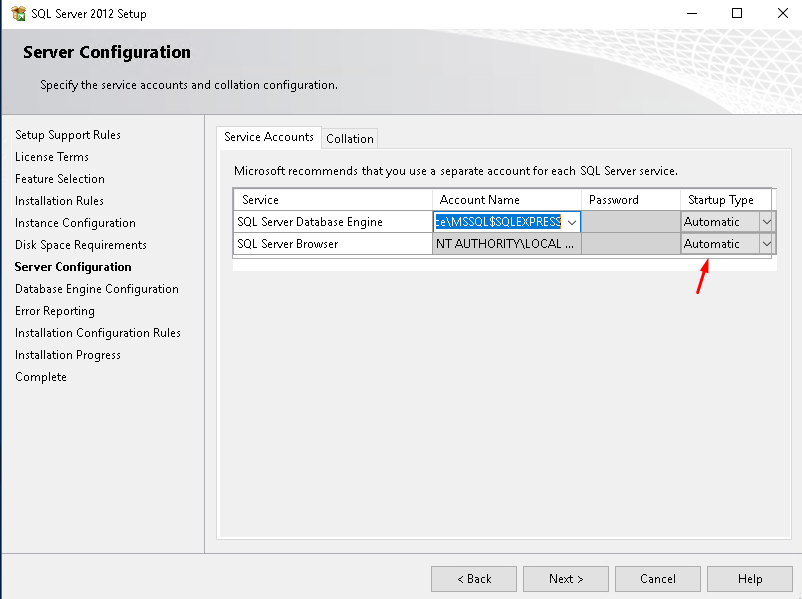 SQL Server 2012 Setup
Server Configuration
Specify the service accounts and collation configuration.
Setup Support Rules
License Terms
Feature Selection
Installation Rules
Instance Configuration
Disk Space Requirements
Server Configuration
Database Engine Configuration
Error Reporting
Installation Configuration Rules
Installation Progress
Complete
Service Accounts Collation
Microsoft recommends that you use a separate account for each SQL Server service.
Service Account Name Password Startup Type
SQL Server Database Engine ce\MSSQL$SQLEXPRESS Automatic
SQL Server Browser NT AUTHORITY\LOCAL ... Automatic
< Back Next > Cancel Help